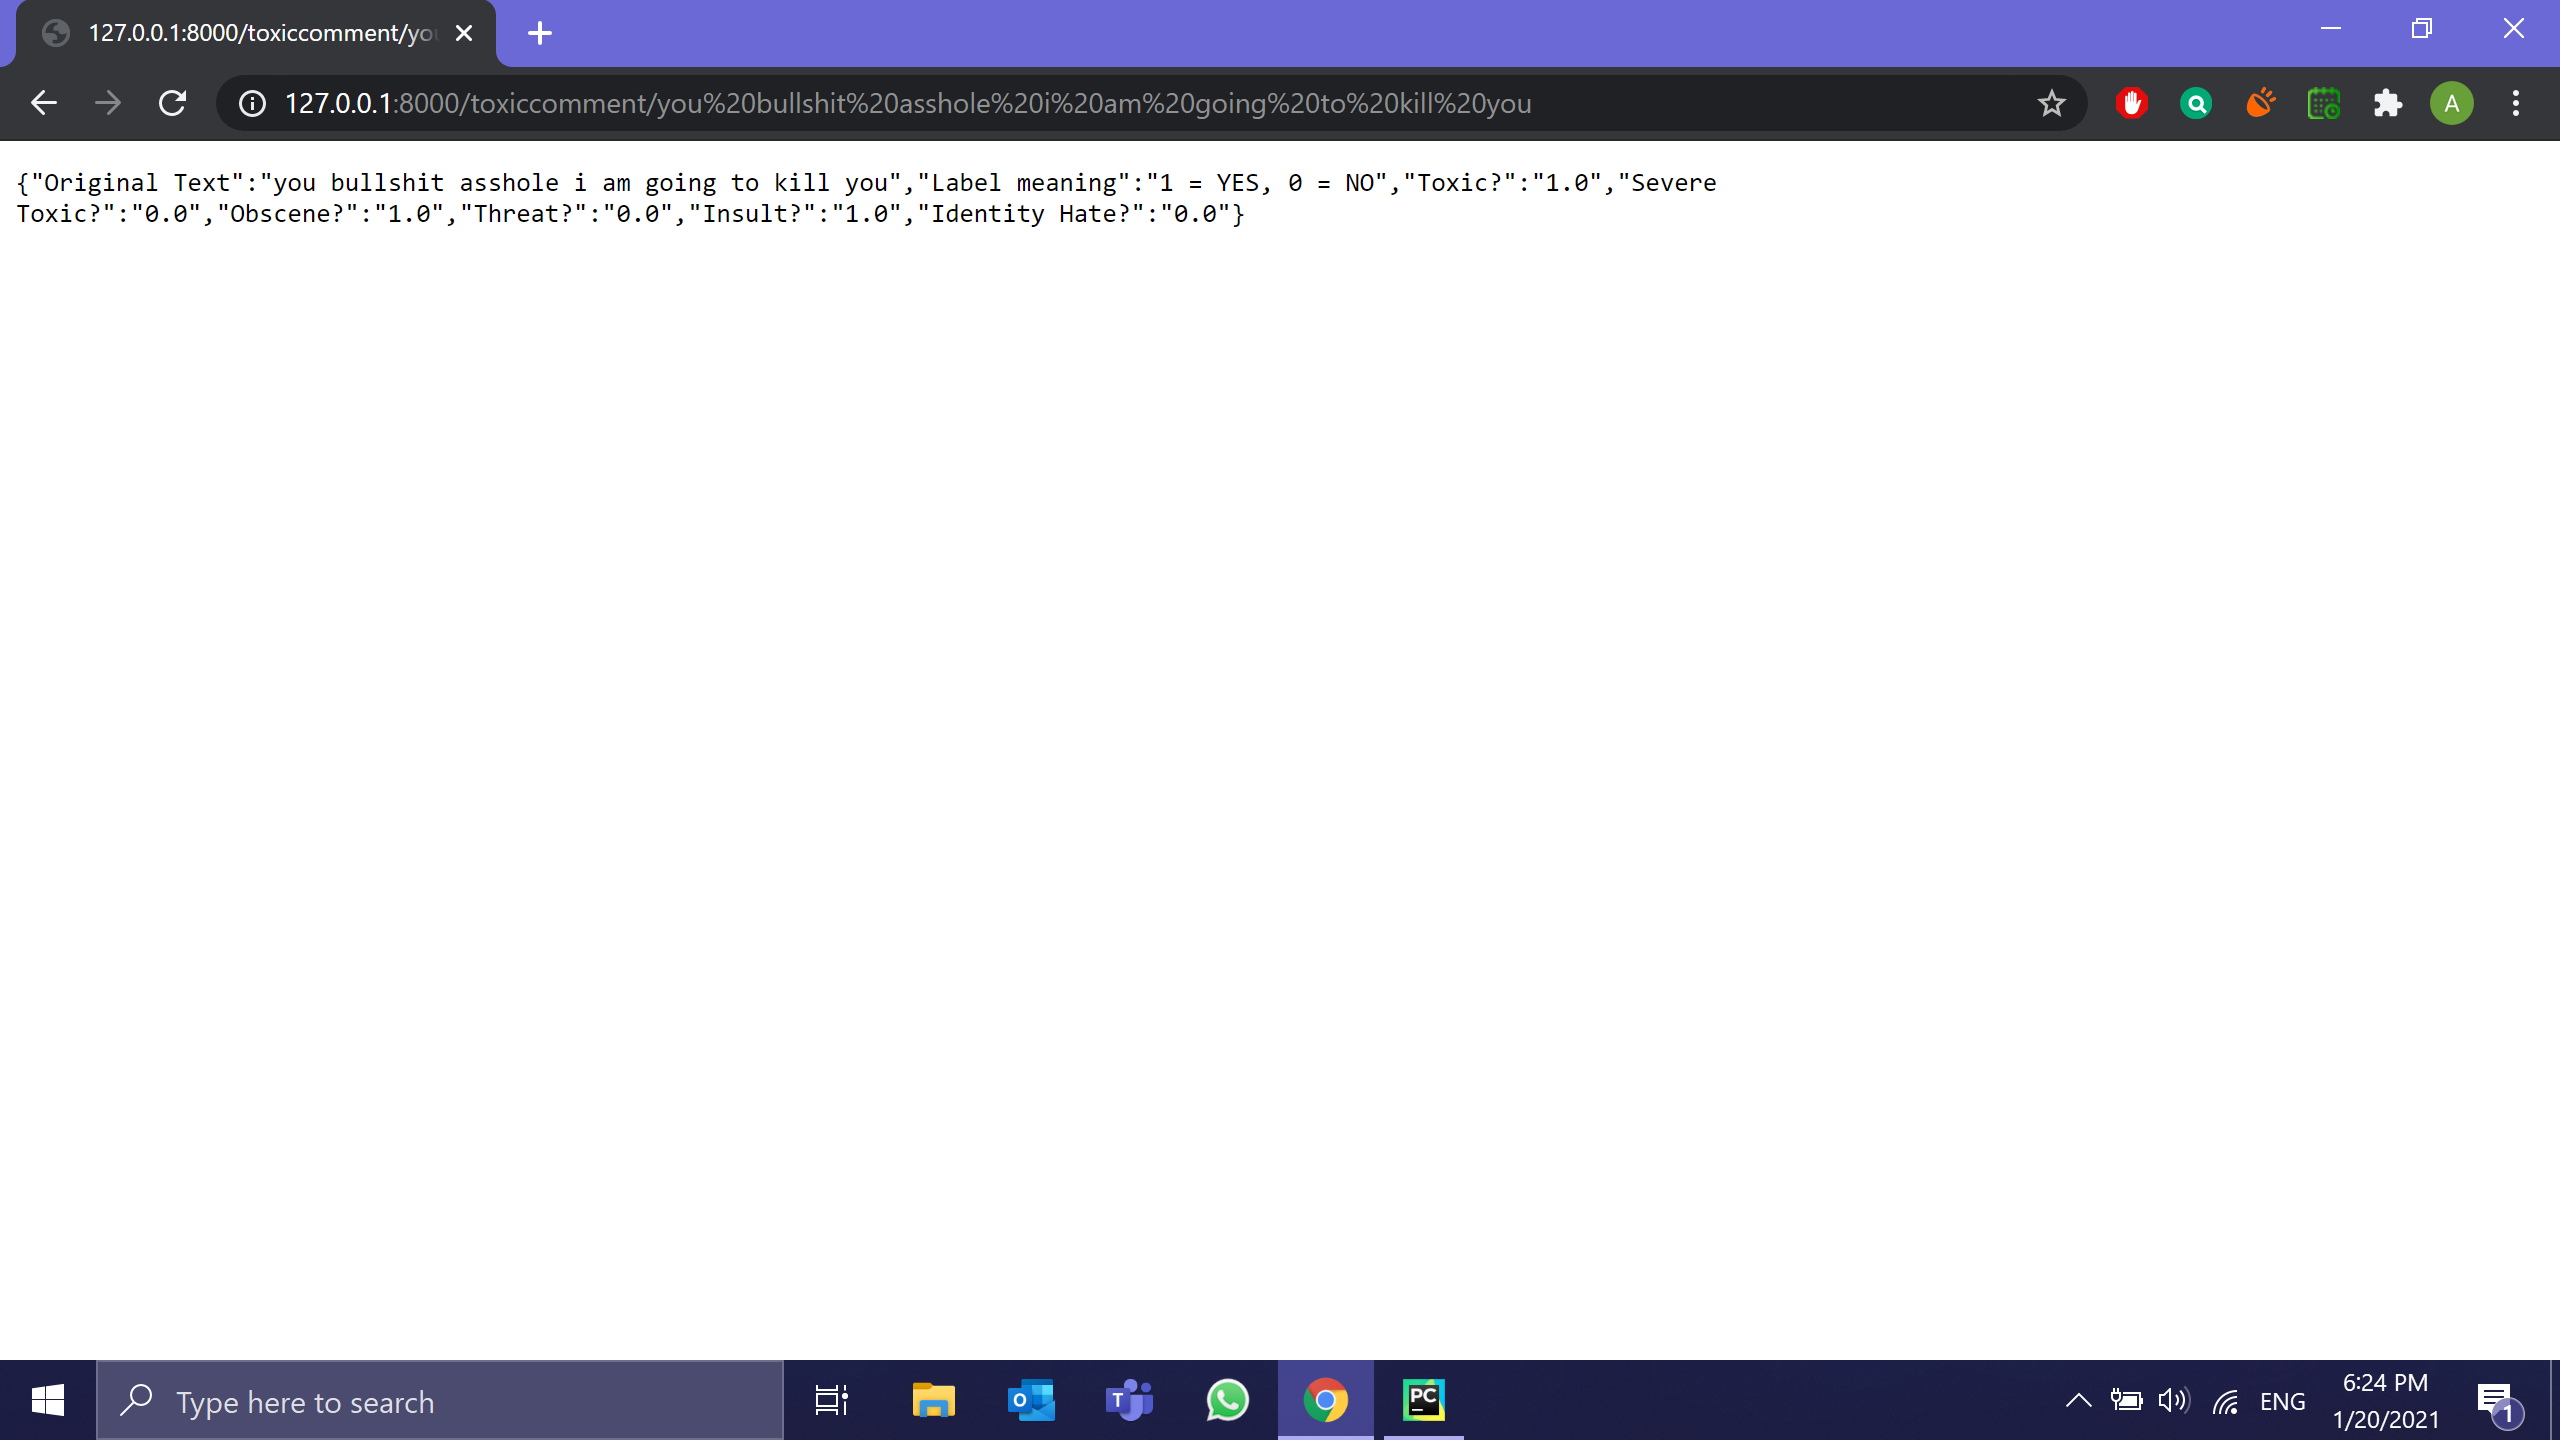 127.0.0.1:8000/toxiccomment/you
127.0.0.1:8000/toxiccomment/you%20bullshit%20asshole%20i%20am%20going%20to%20kill%20you
A
{"Original Text":"you bullshit asshole i am going to kill you","Label meaning":"1 = YES, 0 = NO","Toxic?":"1.0","Severe
Toxic?":"0.0","Obscene?":"1.0","Threat?":"0.0","Insult?":"1.0","Identity Hate?":"0.0"}
Type here to search
O
T
PC
ENG
6:24 PM
1/20/2021
1